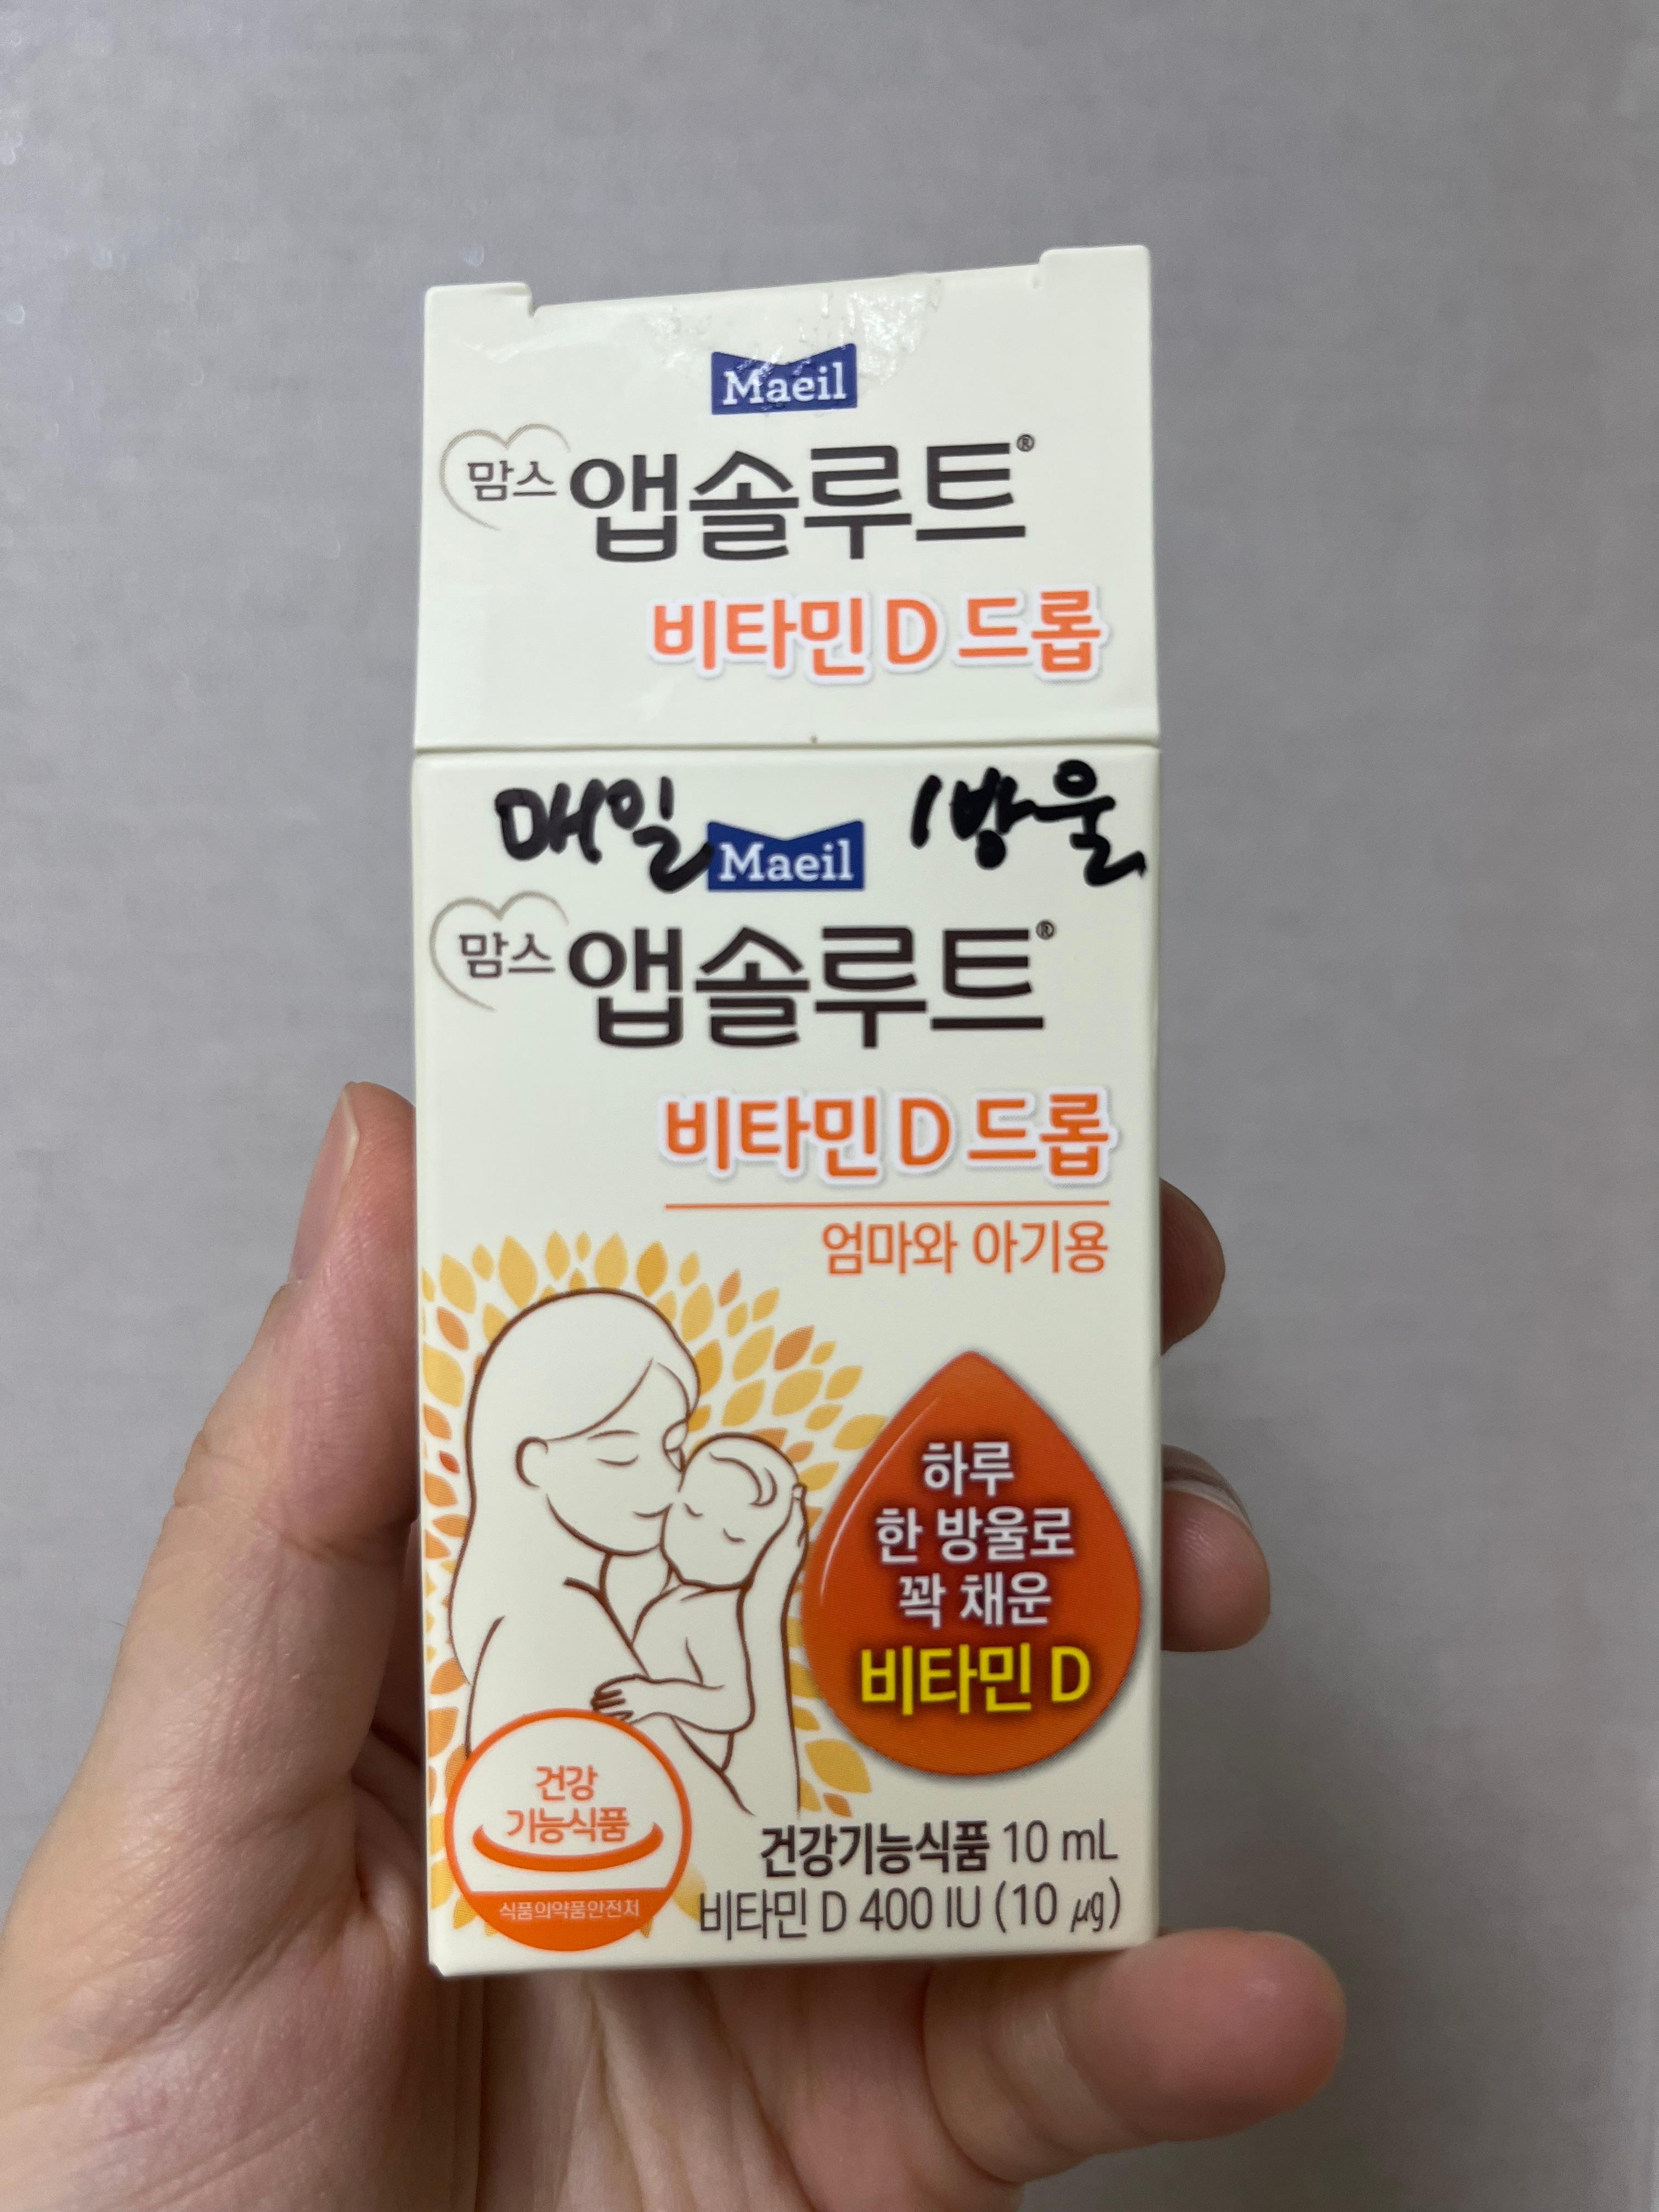 Maeil
맘스 앱솔루트®
비타민 D 드롭
매일 Maeil 1방울
맘스 앱솔루트®
비타민 D 드롭
엄마와 아기용
하루
한 방울로
꽉 채운
비타민 D
건강
기능식품
식품의약품안전처
건강기능식품 10 mL
비타민 D 400 IU (10 µg)